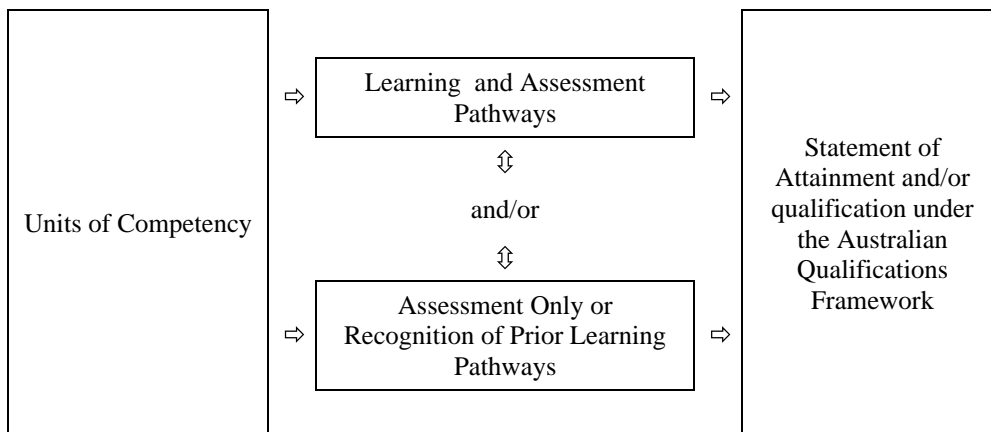 Units of Competency
Learning and Assessment
Pathways
and/or
Assessment Only or
Recognition of Prior Learning
Pathways
Statement of
Attainment and/or
qualification under
the Australian
Qualifications
Framework